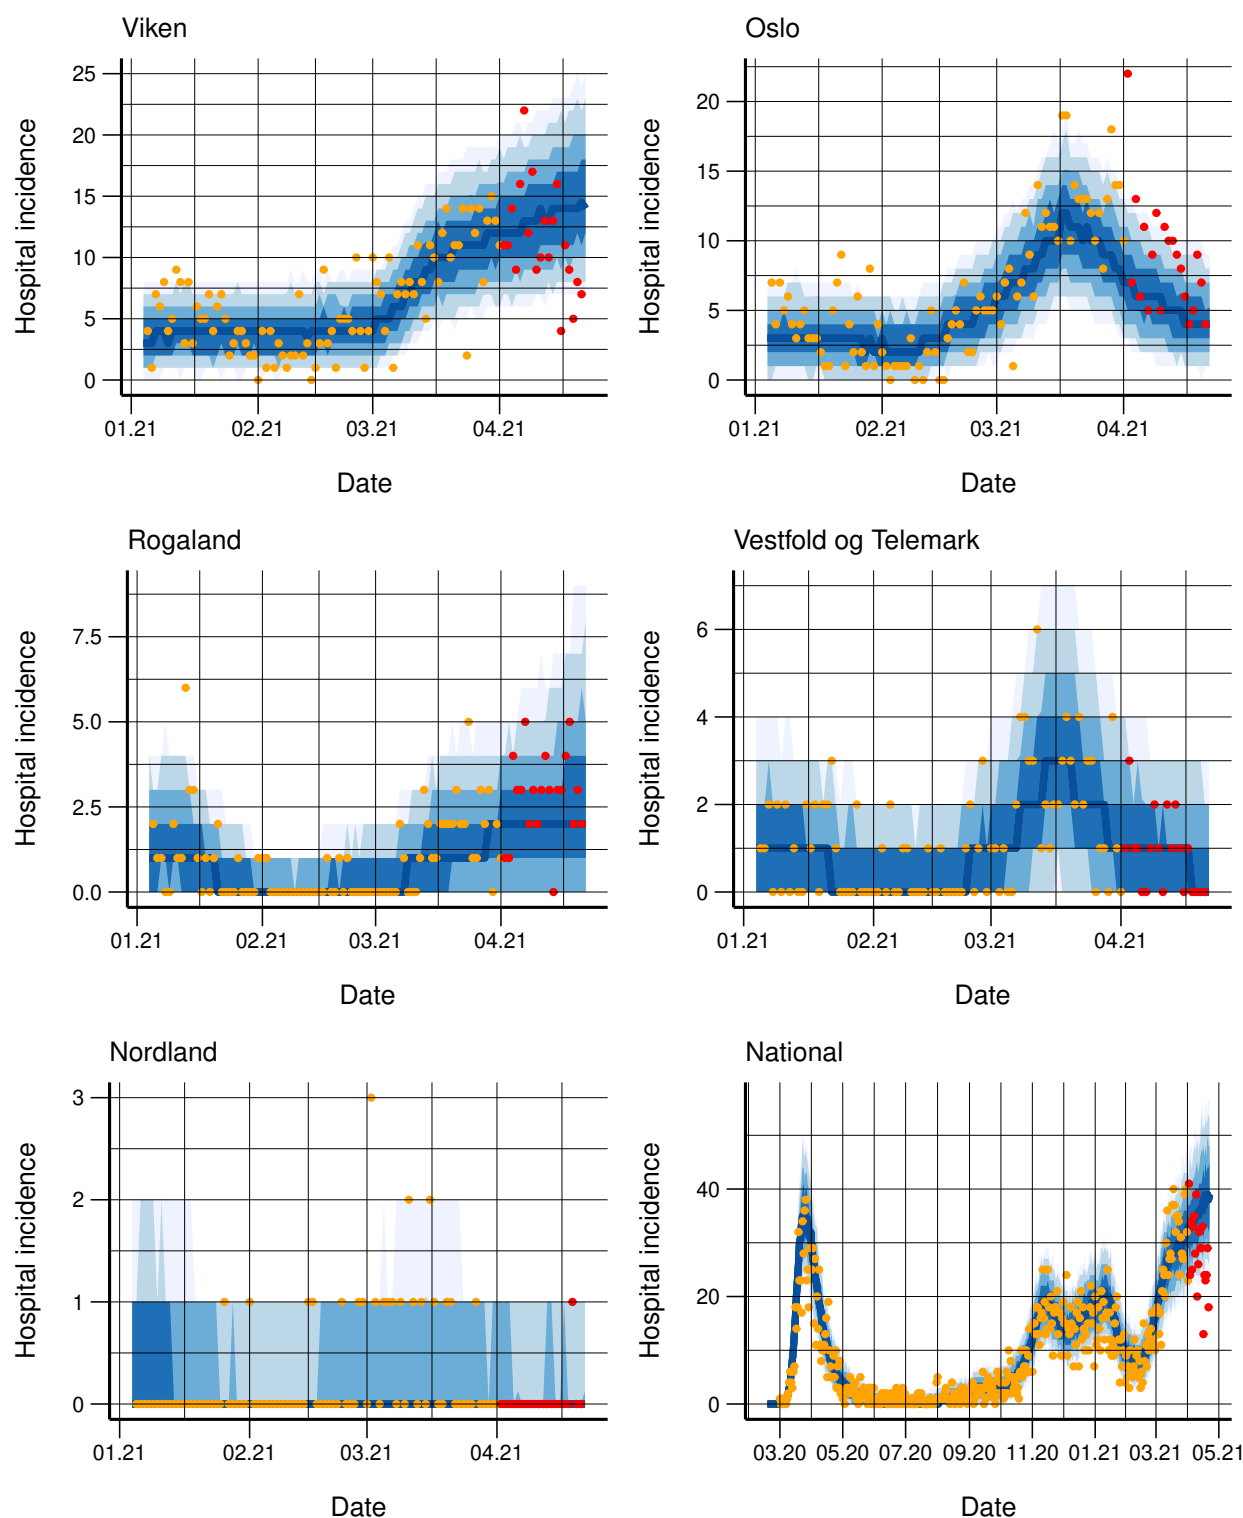 Viken
Hospital incidence
25
20
15
10
5
0
01.21 02.21 03.21 04.21
Date
Oslo
Hospital incidence
20
15
10
5
0
01.21 02.21 03.21 04.21
Date
Rogaland
Hospital incidence
7.5
5.0
2.5
0.0
01.21 02.21 03.21 04.21
Date
Vestfold og Telemark
Hospital incidence
6
4
2
0
01.21 02.21 03.21 04.21
Date
Nordland
Hospital incidence
3
2
1
0
01.21 02.21 03.21 04.21
Date
National
Hospital incidence
40
20
0
03.20 05.20 07.20 09.20 11.20 01.21 03.21 05.21
Date